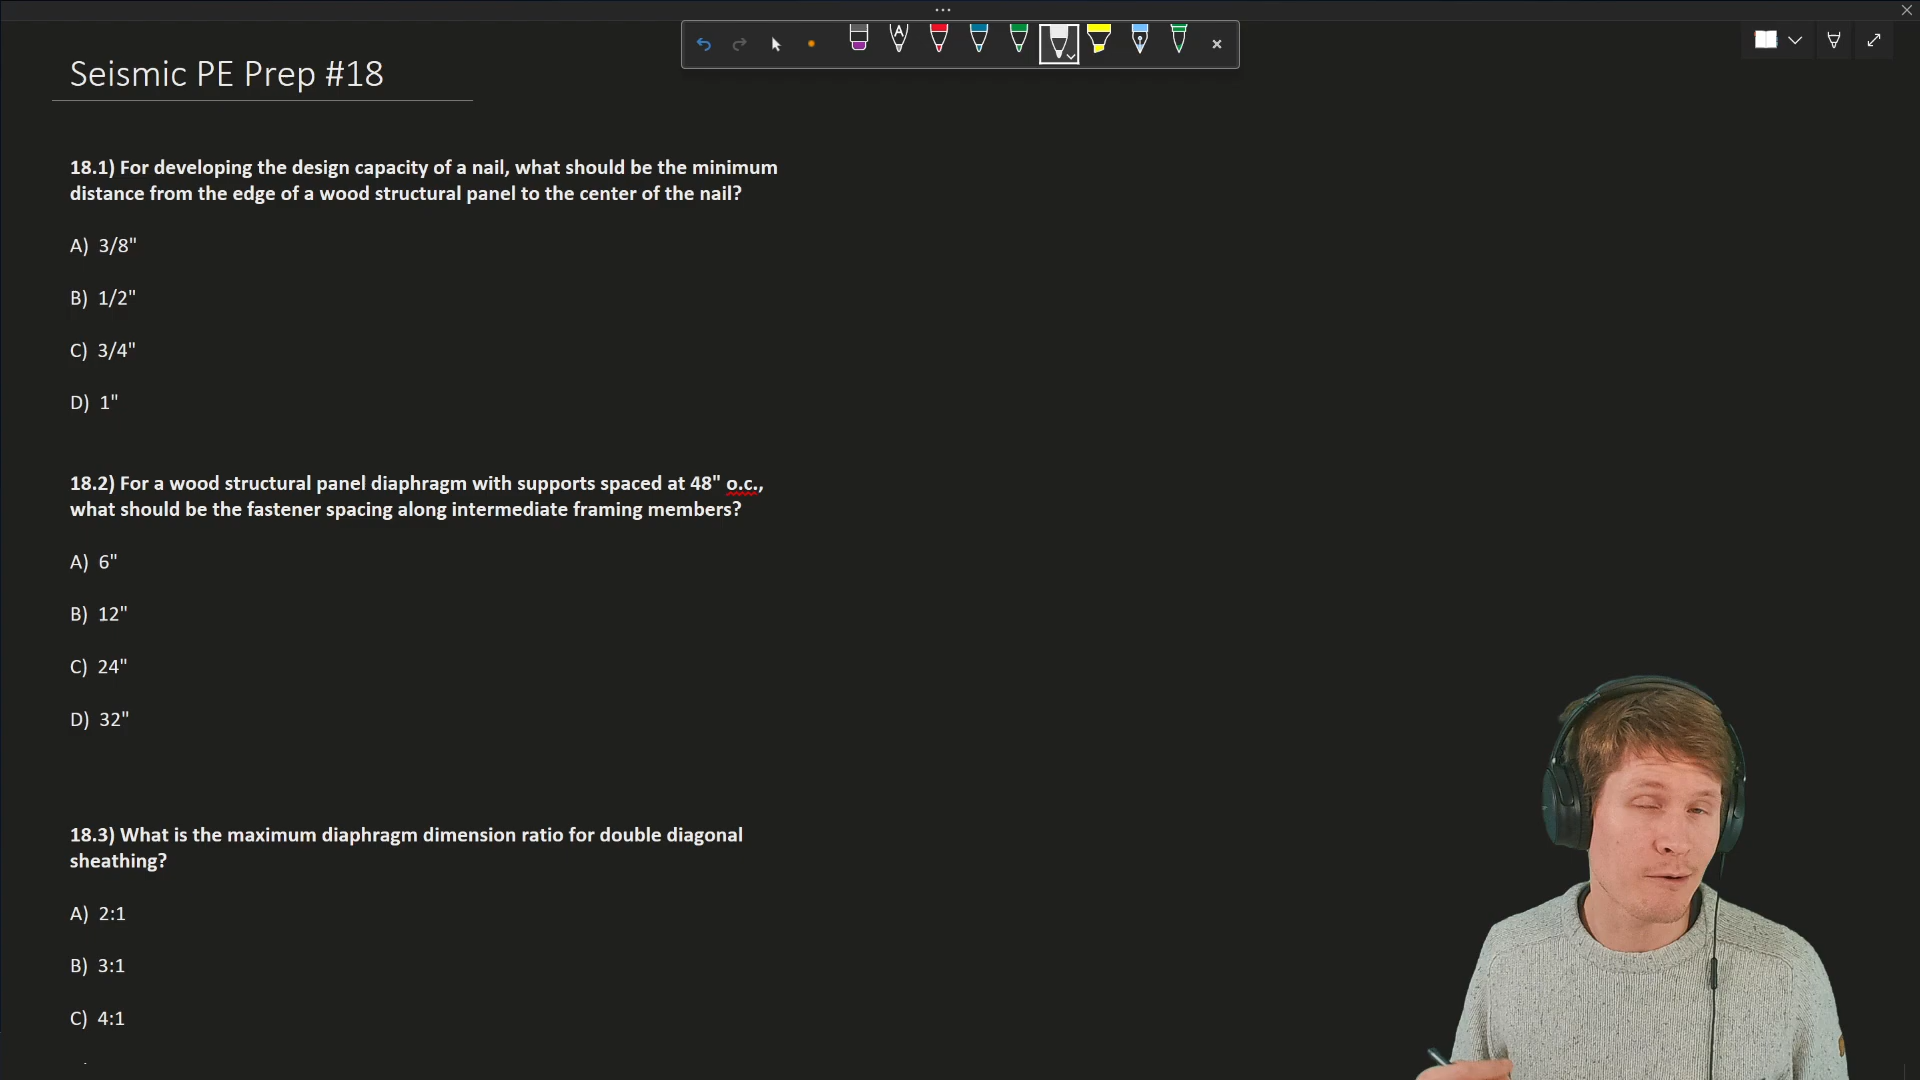 Seismic PE Prep #18
18.1) For developing the design capacity of a nail, what should be the minimum
distance from the edge of a wood structural panel to the center of the nail?
A) 3/8"
B) 1/2"
C) 3/4"
D) 1"
18.2) For a wood structural panel diaphragm with supports spaced at 48" o.c.,
what should be the fastener spacing along intermediate framing members?
A) 6"
B) 12"
C) 24"
D) 32"
18.3) What is the maximum diaphragm dimension ratio for double diagonal
sheathing?
A) 2:1
B) 3:1
C) 4:1